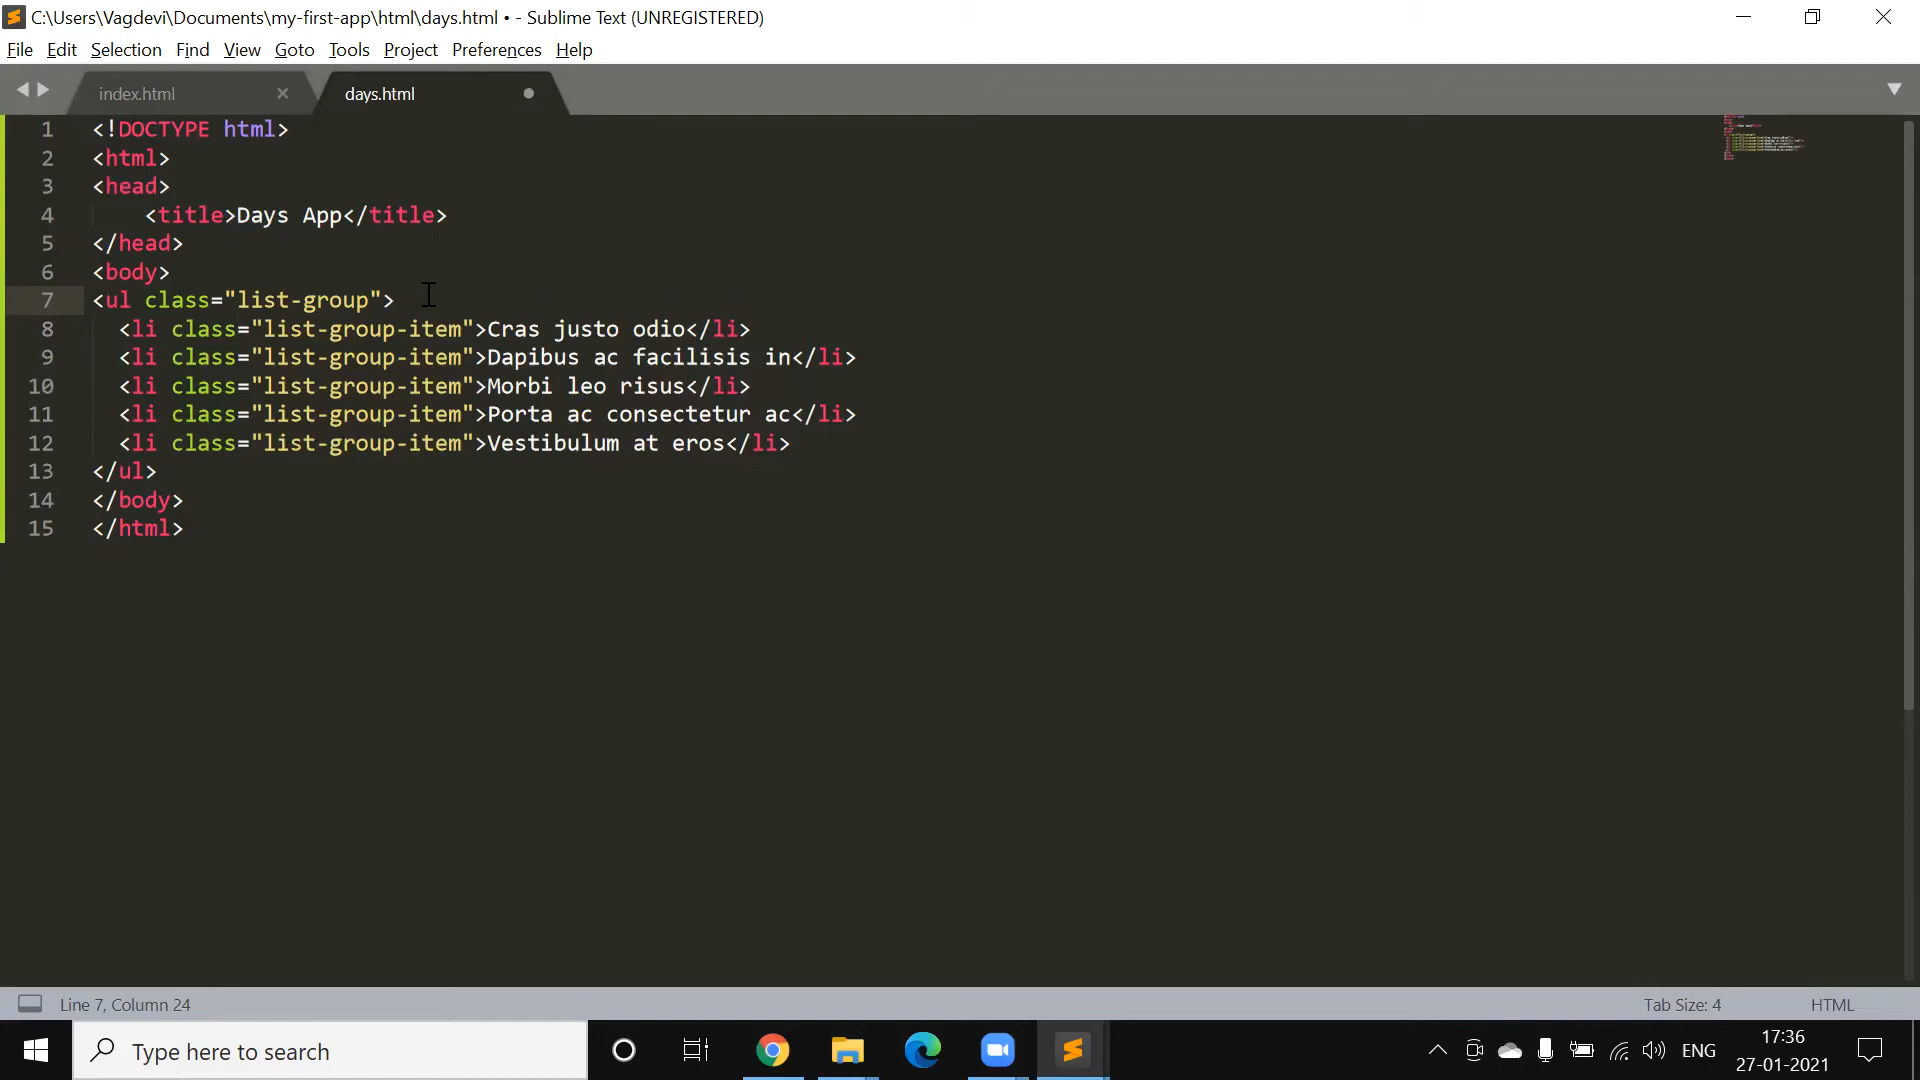 C:\Users\Vagdevi\Documents\my-first-app\html\days.html • - Sublime Text (UNREGISTERED)
File Edit Selection Find View Goto Tools Project Preferences Help
index.html days.html
1 <!DOCTYPE html>
2 <html>
3 <head>
4 <title>Days App</title>
5 </head>
6 <body>
7 <ul class="list-group">
8 <li class="list-group-item">Cras justo odio</li>
9 <li class="list-group-item">Dapibus ac facilisis in</li>
10 <li class="list-group-item">Morbi leo risus</li>
11 <li class="list-group-item">Porta ac consectetur ac</li>
12 <li class="list-group-item">Vestibulum at eros</li>
13 </ul>
14 </body>
15 </html>
Line 7, Column 24 Tab Size: 4 HTML
Type here to search ENG 17:36
27-01-2021